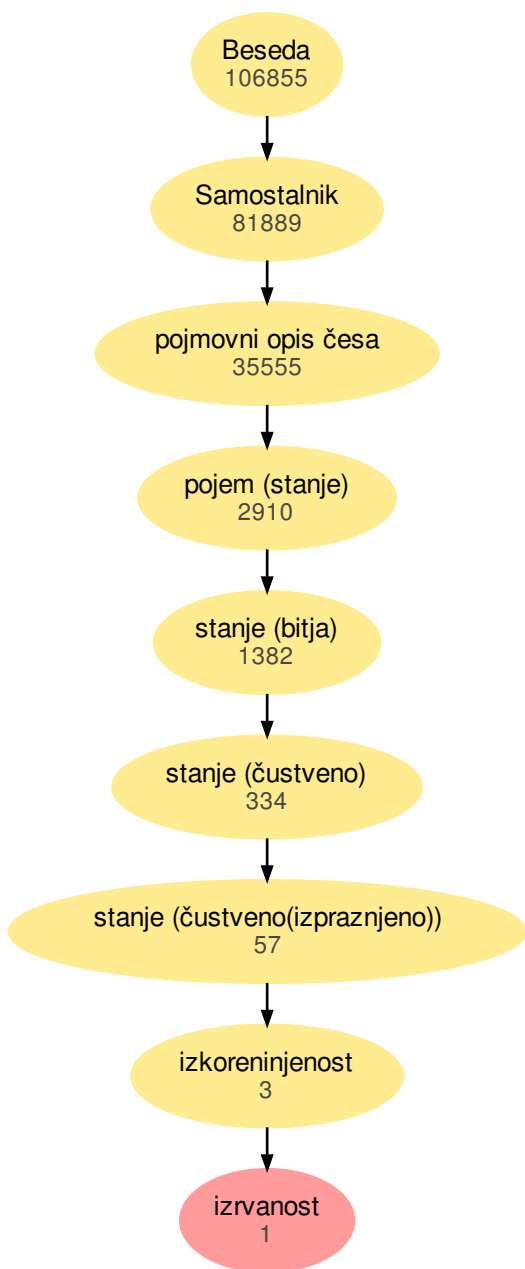 Beseda
106855
Samostalnik
81889
pojmovni opis česa
35555
pojem (stanje)
2910
stanje (bitja)
1382
stanje (čustveno)
334
stanje (čustveno(izpraznjeno))
57
izkoreninjenost
3
izrvanost
1